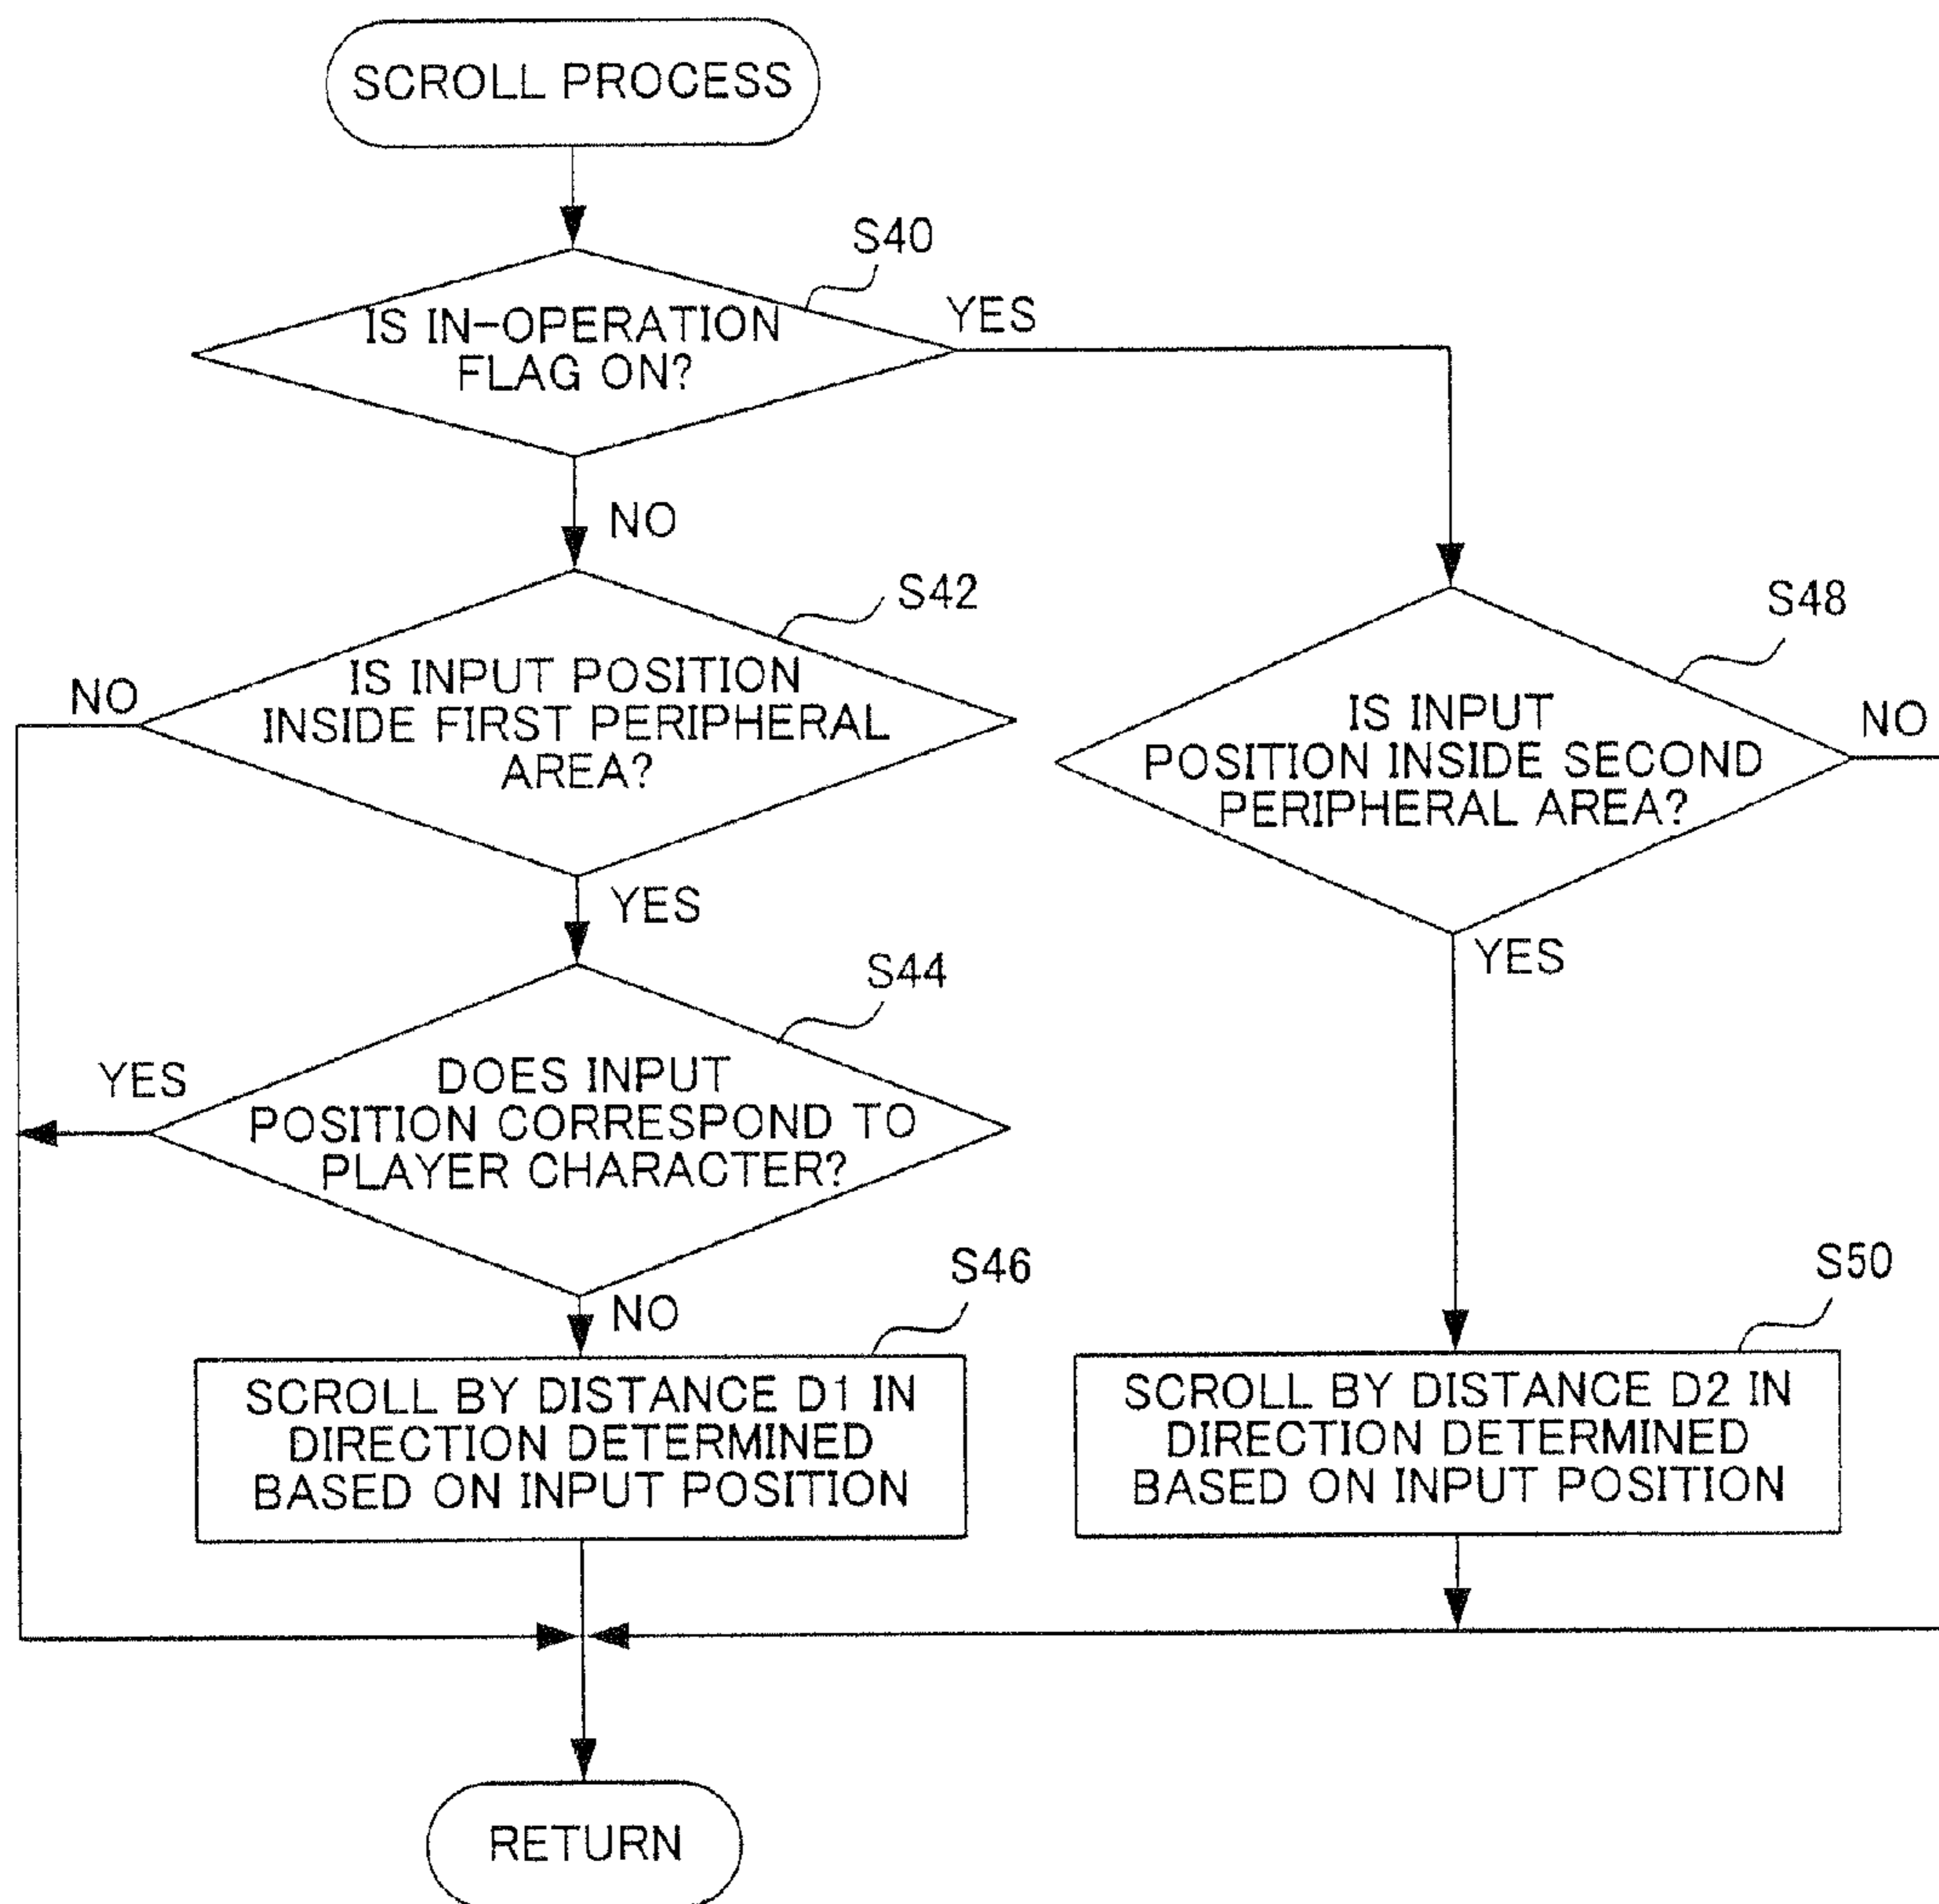 SCROLL PROCESS
S40
IS IN-OPERATION
FLAG ON?
YES
NO
S42
IS INPUT POSITION
INSIDE FIRST PERIPHERAL
AREA?
NO
YES
S48
IS INPUT
POSITION INSIDE SECOND
PERIPHERAL AREA?
NO
YES
S44
DOES INPUT
POSITION CORRESPOND TO
PLAYER CHARACTER?
YES
NO
S46
SCROLL BY DISTANCE D1 IN
DIRECTION DETERMINED
BASED ON INPUT POSITION
S50
SCROLL BY DISTANCE D2 IN
DIRECTION DETERMINED
BASED ON INPUT POSITION
RETURN